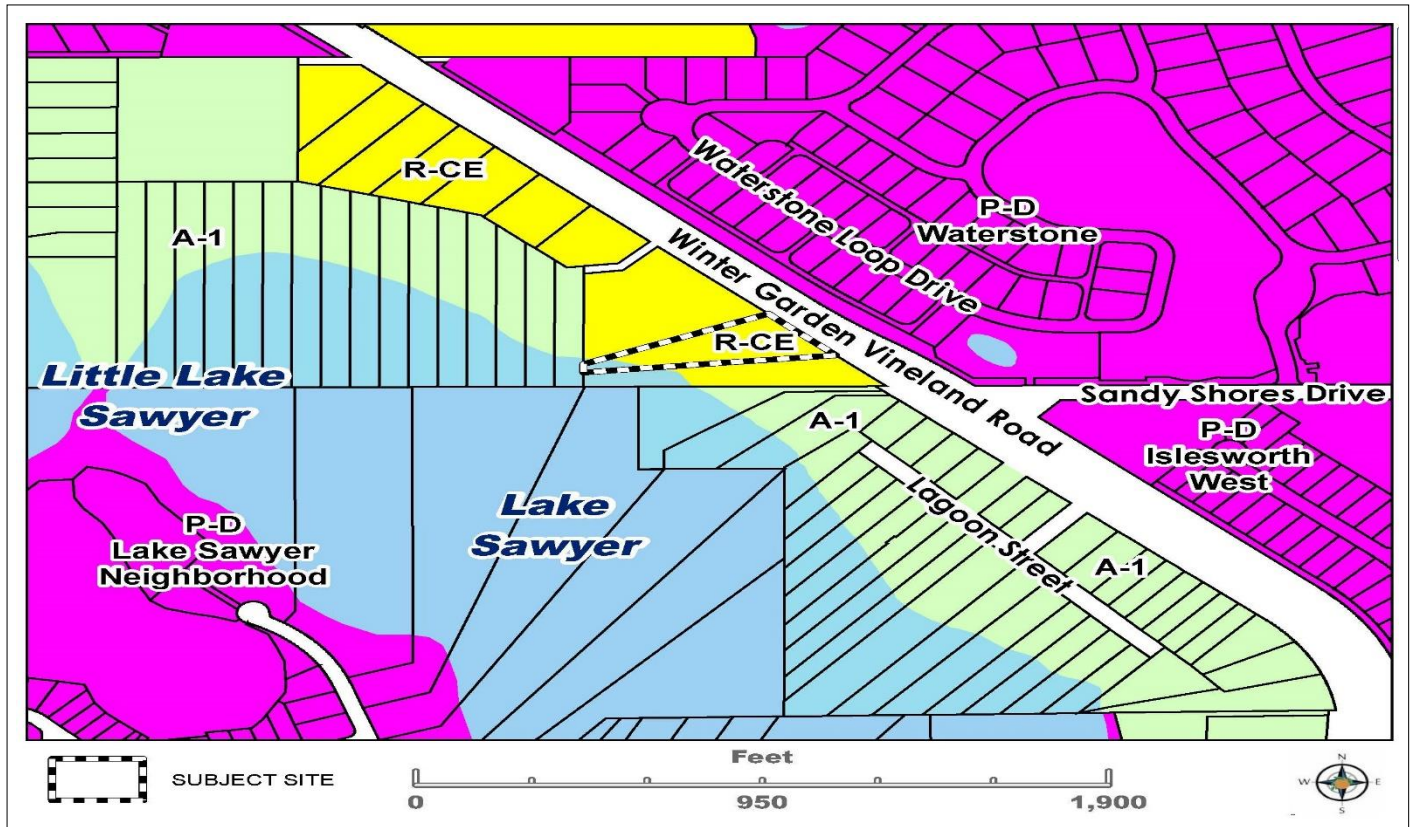 R-CE
Waterstone Loop Drive
P-D
Waterstone
A-1
Winter Garden Vineland Road
R-CE
Little Lake
Sawyer
Sandy Shores Drive
A-1
P-D
Islesworth
West
Lake
Sawyer
Lagoon Street
P-D
Lake Sawyer
Neighborhood
A-1
SUBJECT SITE
Feet
0
950
1,900
N
W
E
S